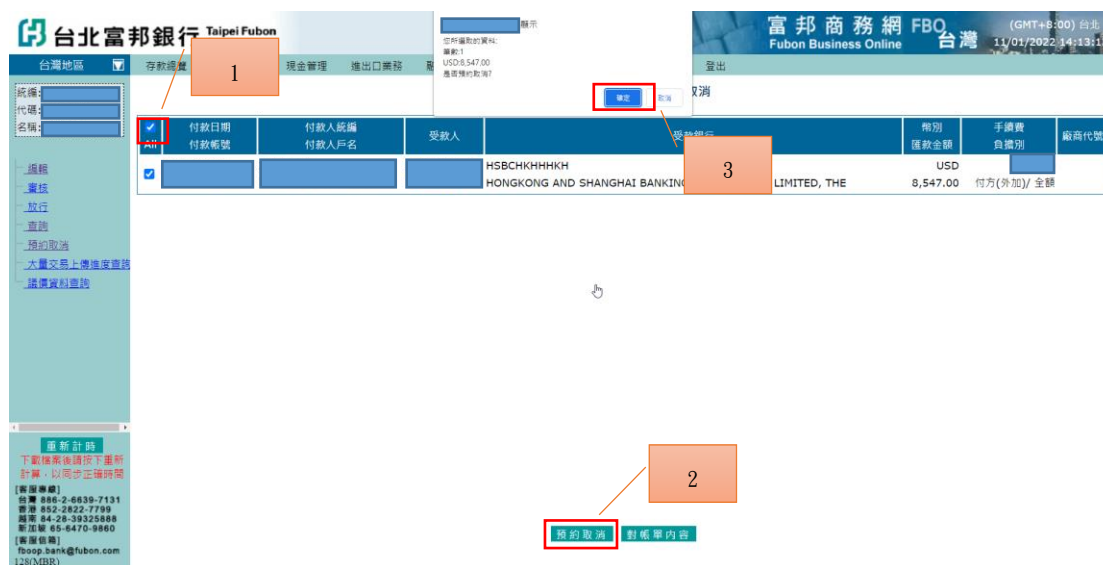 台北富邦銀行 Taipei Fubon
富邦商務網 FBO台灣
Fubon Business Online
(GMT+8:00) 台北
11/01/2022 14:13:1
顯示
您所選取的資料:
筆數:1
USD:8,547.00
是否預約取消?
確定 取消
台灣地區 存款總覽 現金管理 進出口業務 登出
取消
統編:
代碼:
名稱:
編輯
審核
放行
查詢
預約取消
大量交易上傳進度查詢
議價資料查詢
All
付款日期
付款帳號
付款人統編
付款人戶名
受款人
受款銀行
幣別
匯款金額
手續費
負擔別
廠商代號
HSBCHKHHHKH
HONGKONG AND SHANGHAI BANKING LIMITED, THE
USD
8,547.00
付方(外加)/ 全額
1
2
3
預約取消 對帳單內容
重新計時
下載檔案後請按下重新
計算，以同步正確時間
[客服專線]
台灣 886-2-6639-7131
香港 852-2822-7799
越南 84-28-39325888
新加坡 65-6470-9860
[客服信箱]
fboop.bank@fubon.com
128(MBR)